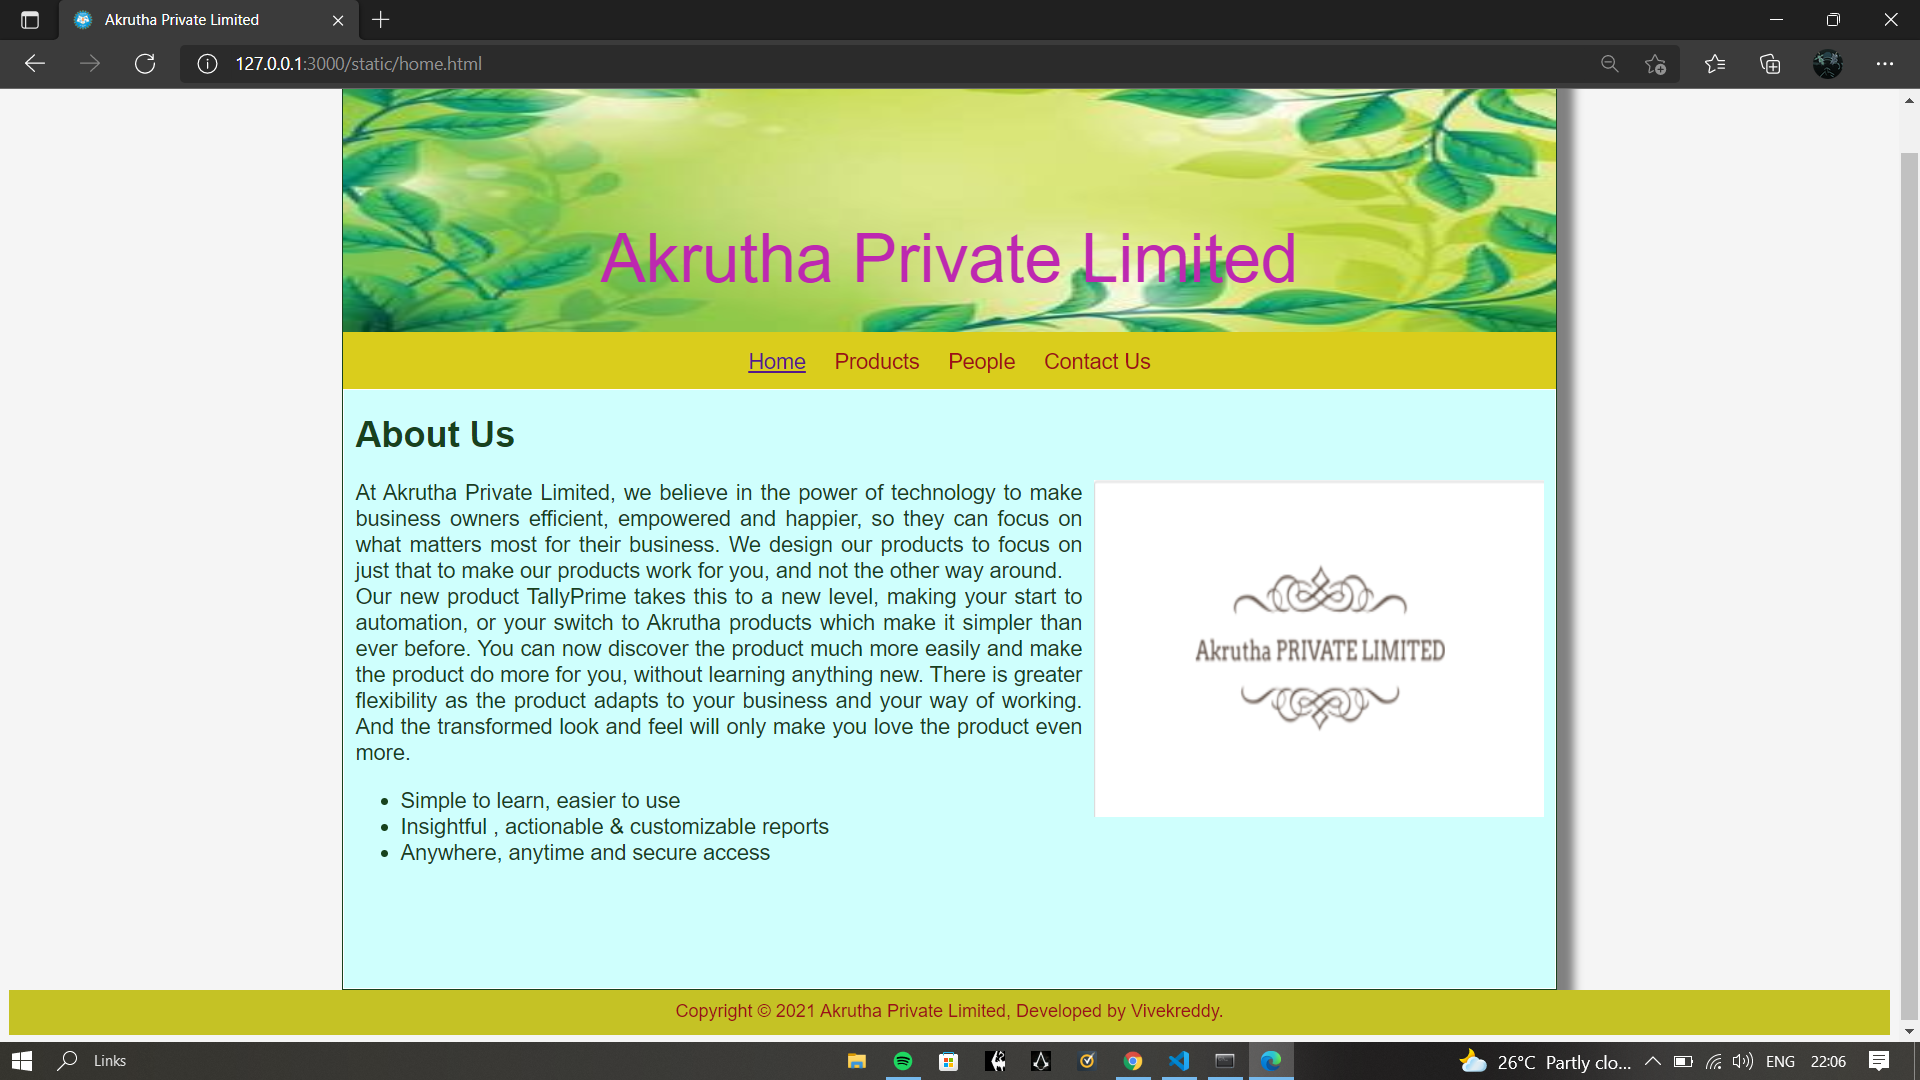 Akrutha Private Limited
127.0.0.1:3000/static/home.html
Akrutha Private Limited
Home Products People Contact Us
About Us
At Akrutha Private Limited, we believe in the power of technology to make
business owners efficient, empowered and happier, so they can focus on
what matters most for their business. We design our products to focus on
just that to make our products work for you, and not the other way around.
Our new product TallyPrime takes this to a new level, making your start to
automation, or your switch to Akrutha products which make it simpler than
ever before. You can now discover the product much more easily and make
the product do more for you, without learning anything new. There is greater
flexibility as the product adapts to your business and your way of working.
And the transformed look and feel will only make you love the product even
more.
Akrutha PRIVATE LIMITED
• Simple to learn, easier to use
• Insightful , actionable & customizable reports
• Anywhere, anytime and secure access
Copyright © 2021 Akrutha Private Limited, Developed by Vivekreddy.
Links
26°C Partly clo... ENG 22:06